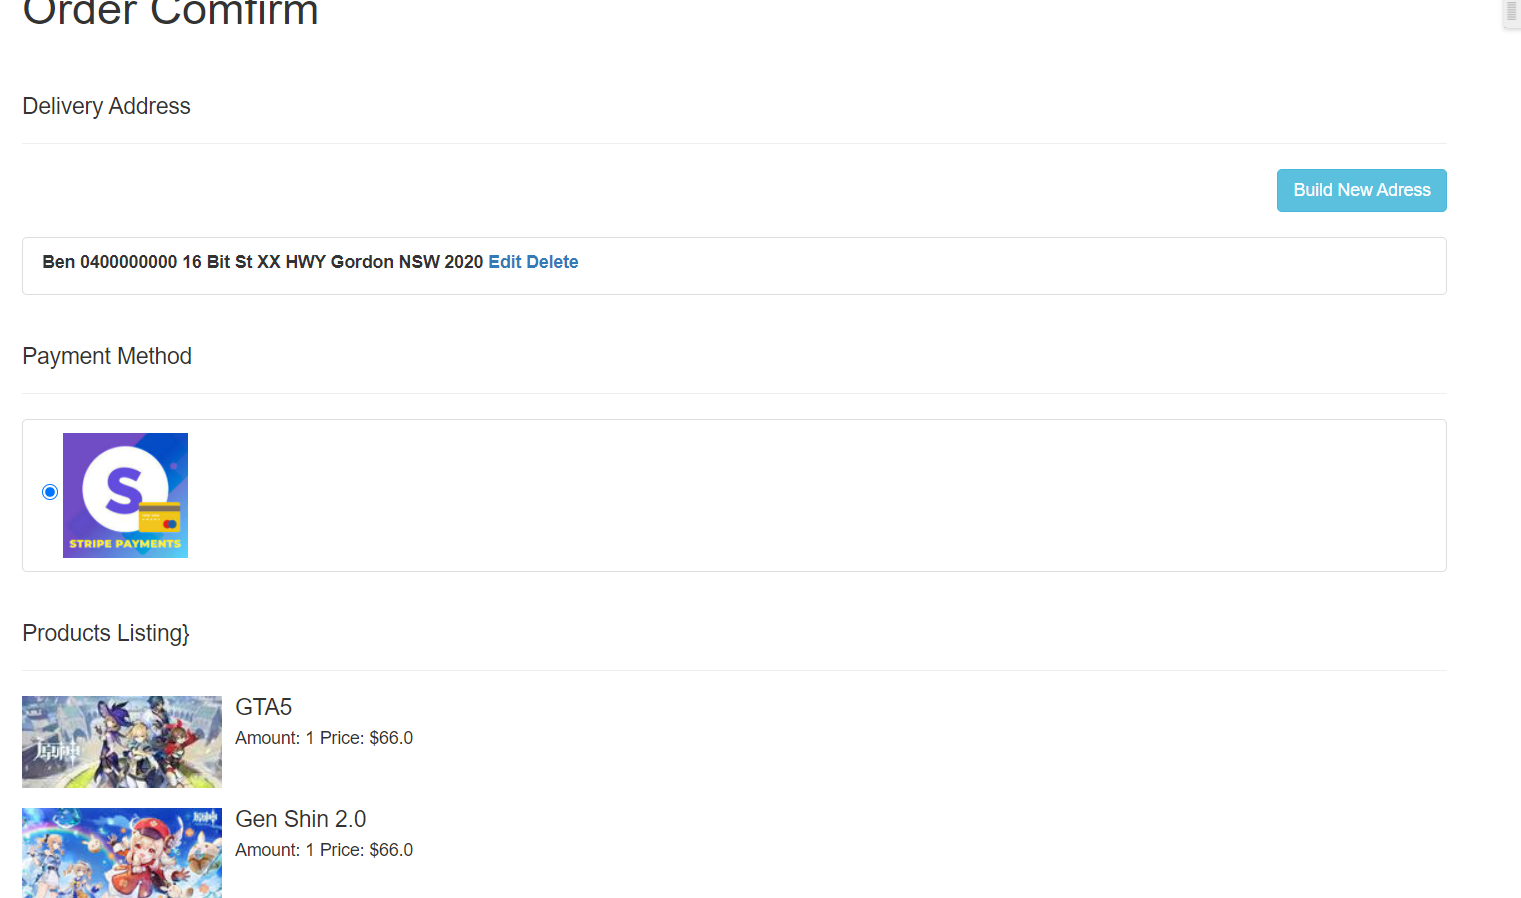 Order Comfirm
Delivery Address
Build New Adress
Ben 0400000000 16 Bit St XX HWY Gordon NSW 2020 Edit Delete
Payment Method
S
STRIPE PAYMENTS
Products Listing}
原神
GTA5
Amount: 1 Price: $66.0
原神
Gen Shin 2.0
Amount: 1 Price: $66.0